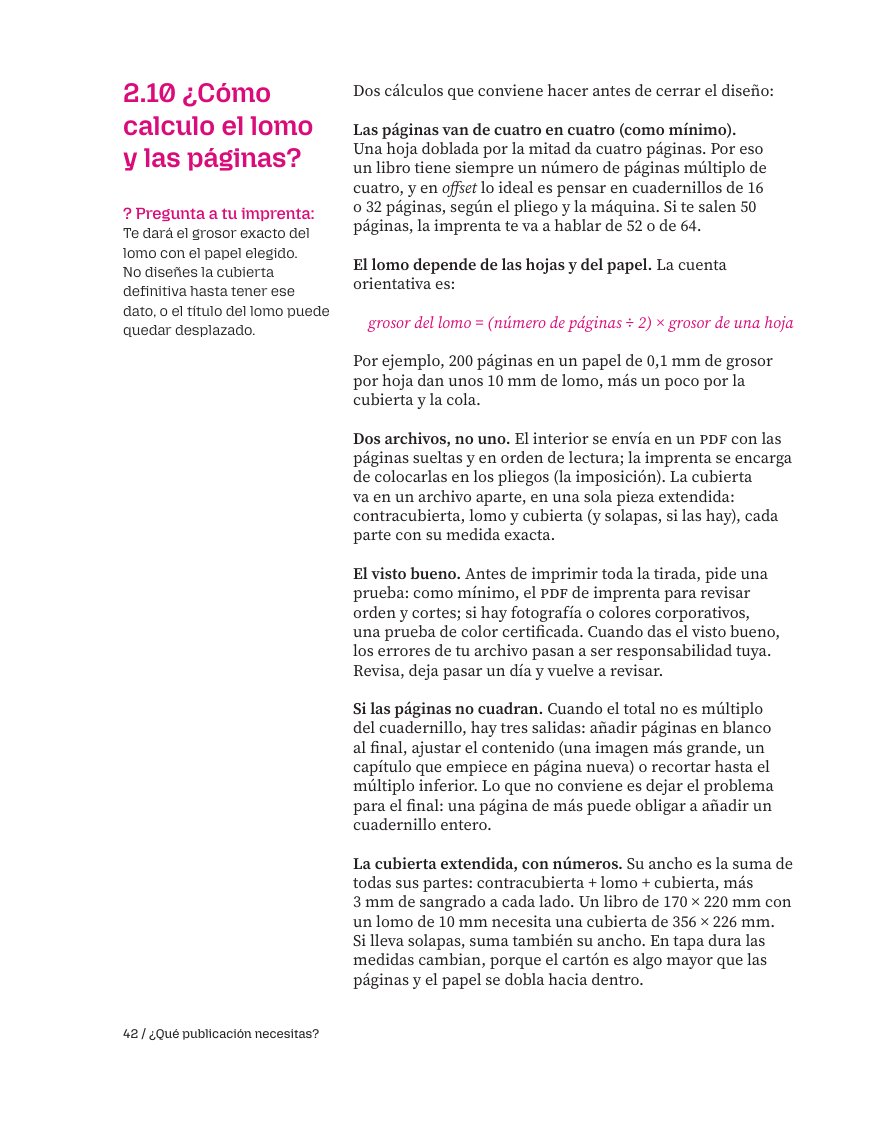 2.10 ¿Cómo
calculo el lomo
y las páginas?
? Pregunta a tu imprenta:
Te dará el grosor exacto del
lomo con el papel elegido.
No diseñes la cubierta
definitiva hasta tener ese
dato, o el título del lomo puede
quedar desplazado.
Dos cálculos que conviene hacer antes de cerrar el diseño:
Las páginas van de cuatro en cuatro (como mínimo).
Una hoja doblada por la mitad da cuatro páginas. Por eso
un libro tiene siempre un número de páginas múltiplo de
cuatro, y en offset lo ideal es pensar en cuadernillos de 16
o 32 páginas, según el pliego y la máquina. Si te salen 50
páginas, la imprenta te va a hablar de 52 o de 64.
El lomo depende de las hojas y del papel. La cuenta
orientativa es:
grosor del lomo = (número de páginas ÷ 2) × grosor de una hoja
Por ejemplo, 200 páginas en un papel de 0,1 mm de grosor
por hoja dan unos 10 mm de lomo, más un poco por la
cubierta y la cola.
Dos archivos, no uno. El interior se envía en un PDF con las
páginas sueltas y en orden de lectura; la imprenta se encarga
de colocarlas en los pliegos (la imposición). La cubierta
va en un archivo aparte, en una sola pieza extendida:
contracubierta, lomo y cubierta (y solapas, si las hay), cada
parte con su medida exacta.
El visto bueno. Antes de imprimir toda la tirada, pide una
prueba: como mínimo, el PDF de imprenta para revisar
orden y cortes; si hay fotografía o colores corporativos,
una prueba de color certificada. Cuando das el visto bueno,
los errores de tu archivo pasan a ser responsabilidad tuya.
Revisa, deja pasar un día y vuelve a revisar.
Si las páginas no cuadran. Cuando el total no es múltiplo
del cuadernillo, hay tres salidas: añadir páginas en blanco
al final, ajustar el contenido (una imagen más grande, un
capítulo que empiece en página nueva) o recortar hasta el
múltiplo inferior. Lo que no conviene es dejar el problema
para el final: una página de más puede obligar a añadir un
cuadernillo entero.
La cubierta extendida, con números. Su ancho es la suma de
todas sus partes: contracubierta + lomo + cubierta, más
3 mm de sangrado a cada lado. Un libro de 170 × 220 mm con
un lomo de 10 mm necesita una cubierta de 356 × 226 mm.
Si lleva solapas, suma también su ancho. En tapa dura las
medidas cambian, porque el cartón es algo mayor que las
páginas y el papel se dobla hacia dentro.
42 / ¿Qué publicación necesitas?